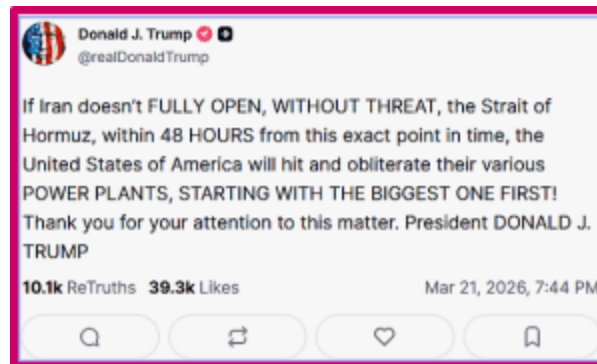 Donald J. Trump
@realDonaldTrump
If Iran doesn't FULLY OPEN, WITHOUT THREAT, the Strait of
Hormuz, within 48 HOURS from this exact point in time, the
United States of America will hit and obliterate their various
POWER PLANTS, STARTING WITH THE BIGGEST ONE FIRST!
Thank you for your attention to this matter. President DONALD J.
TRUMP
10.1k ReTruths 39.3k Likes Mar 21, 2026, 7:44 PM